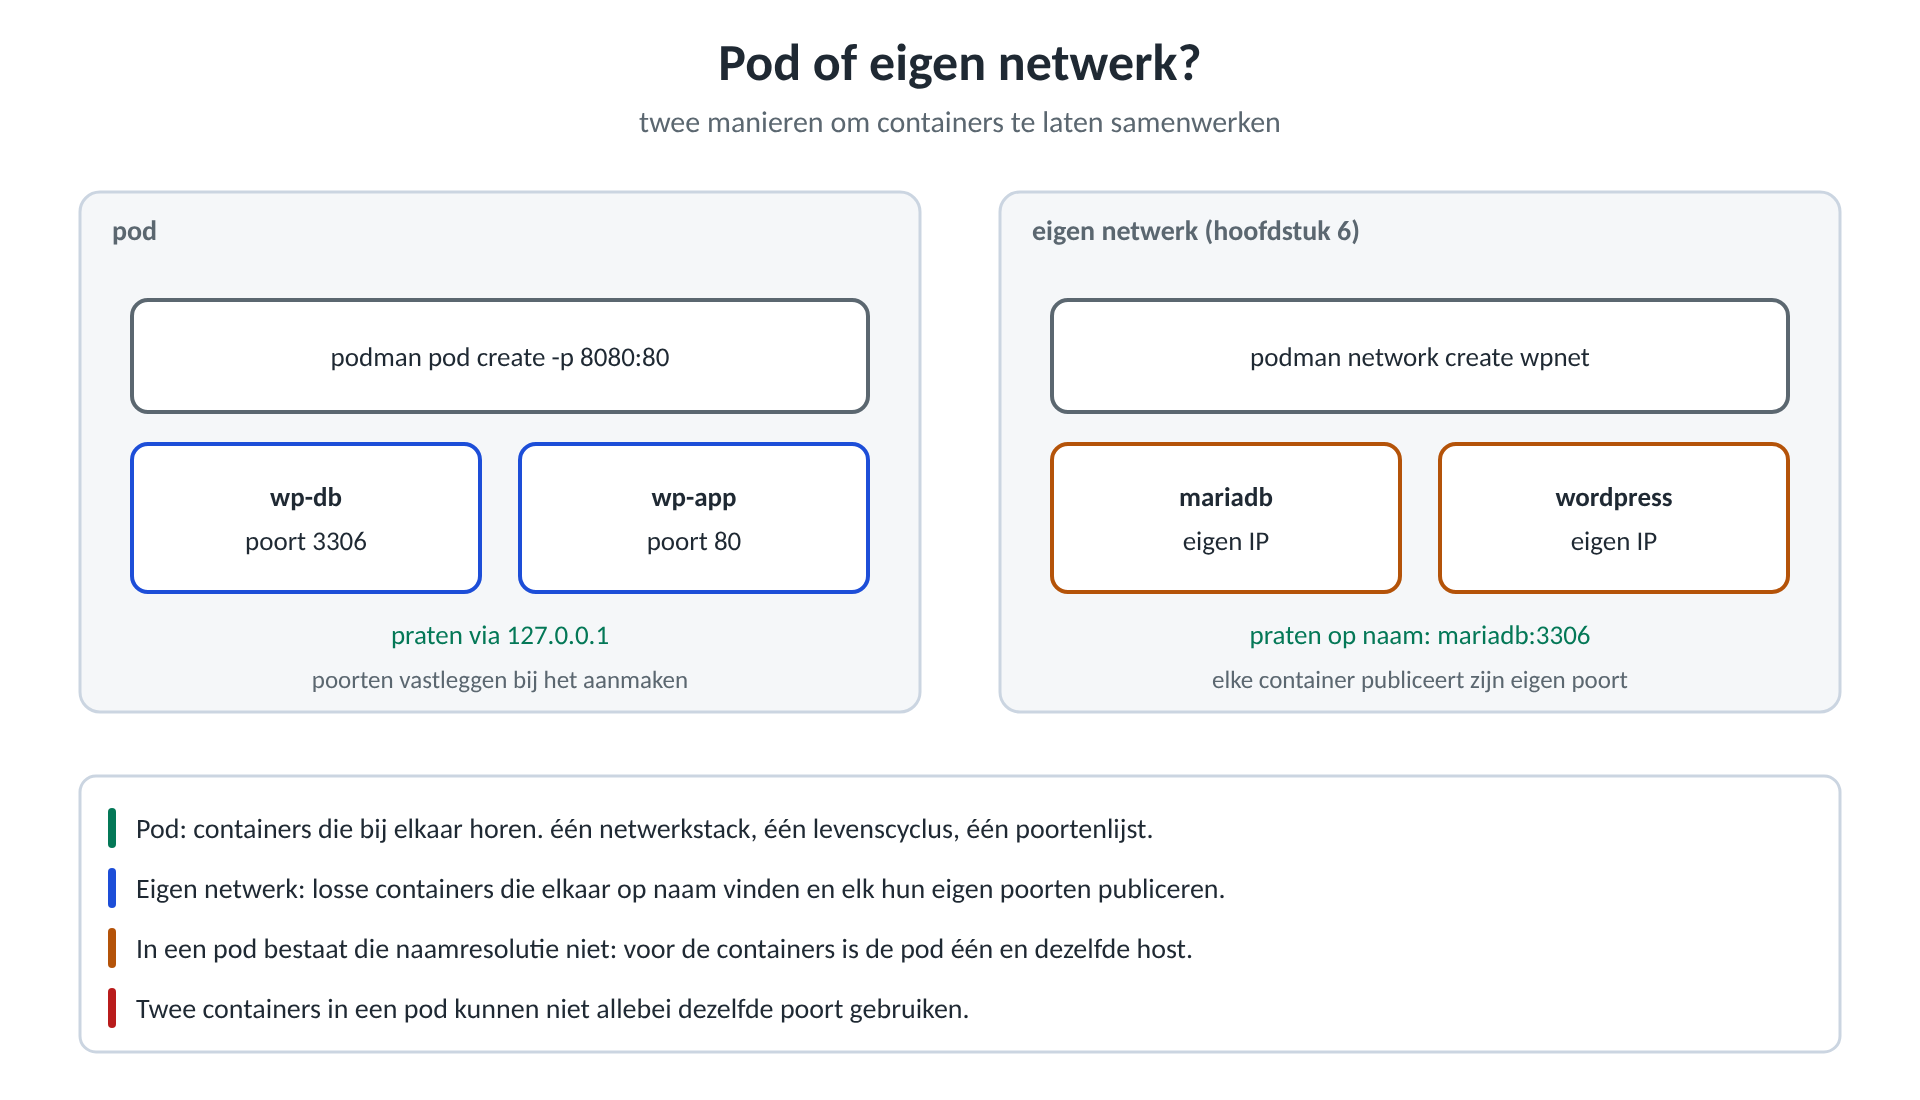 Pod of eigen netwerk?
twee manieren om containers te laten samenwerken
pod
podman pod create -p 8080:80
wp-db
poort 3306
wp-app
poort 80
praten via 127.0.0.1
poorten vastleggen bij het aanmaken
eigen netwerk (hoofdstuk 6)
podman network create wpnet
mariadb
eigen IP
wordpress
eigen IP
praten op naam: mariadb:3306
elke container publiceert zijn eigen poort
Pod: containers die bij elkaar horen. één netwerkstack, één levenscyclus, één poortenlijst.
Eigen netwerk: losse containers die elkaar op naam vinden en elk hun eigen poorten publiceren.
In een pod bestaat die naamresolutie niet: voor de containers is de pod één en dezelfde host.
Twee containers in een pod kunnen niet allebei dezelfde poort gebruiken.